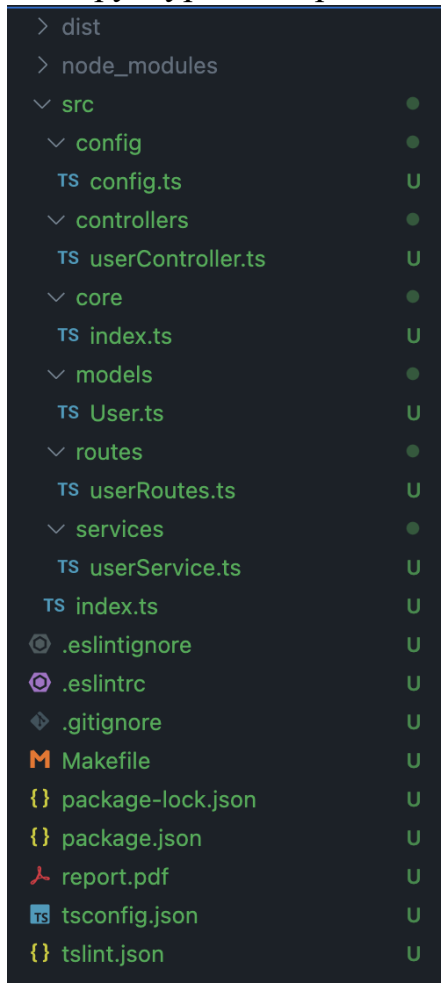 > dist
> node_modules
src
config
TS config.ts U
controllers
TS userController.ts U
core
TS index.ts U
models
TS User.ts U
routes
TS userRoutes.ts U
services
TS userService.ts U
TS index.ts U
.eslintignore U
.eslintrc U
.gitignore U
M Makefile U
{} package-lock.json U
{} package.json U
report.pdf U
TS tsconfig.json U
{} tslint.json U